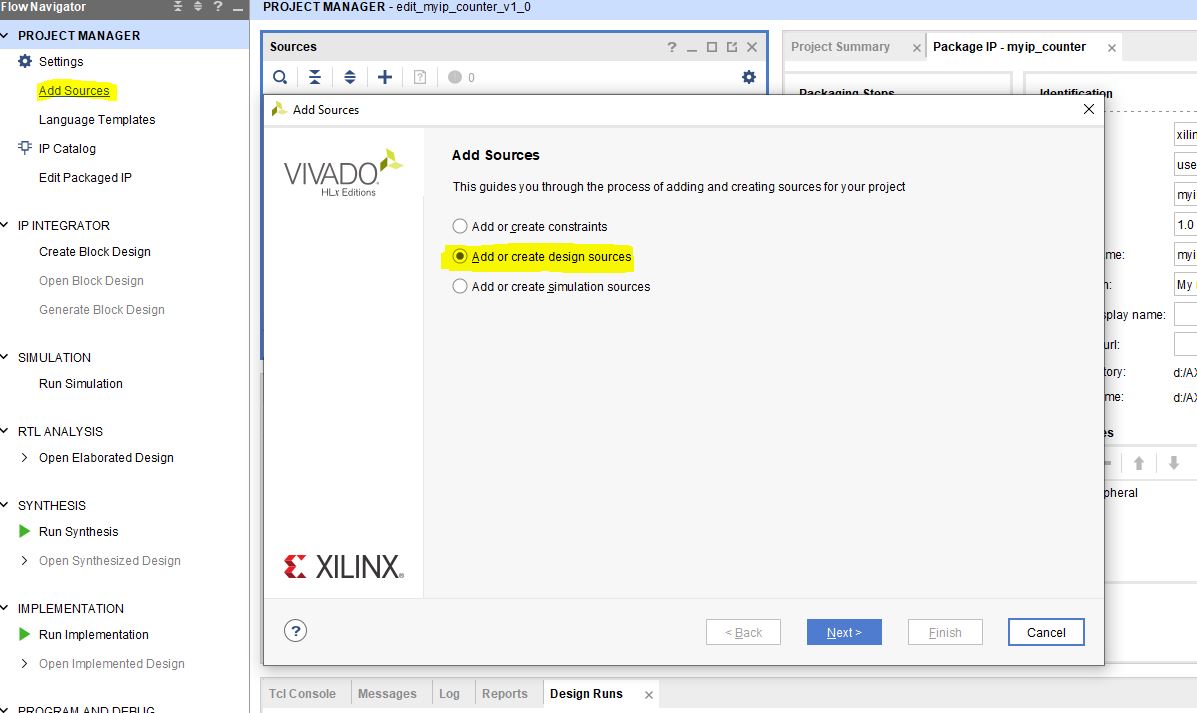 Flow Navigator
PROJECT MANAGER - edit_myip_counter_v1_0
PROJECT MANAGER
Settings
Add Sources
Language Templates
IP Catalog
Edit Packaged IP
IP INTEGRATOR
Create Block Design
Open Block Design
Generate Block Design
SIMULATION
Run Simulation
RTL ANALYSIS
Open Elaborated Design
SYNTHESIS
Run Synthesis
Open Synthesized Design
IMPLEMENTATION
Run Implementation
Open Implemented Design
PROGRAM AND DEBUG
Sources
0
Project Summary
Package IP - myip_counter
Packaging Steps
Identification
Add Sources
VIVADO
HLx Editions
Add Sources
This guides you through the process of adding and creating sources for your project
Add or create constraints
Add or create design sources
Add or create simulation sources
XILINX
?
< Back
Next >
Finish
Cancel
xilin
use
myi
1.0
me:
myi
n:
My
splay name:
url:
tory:
d:/AX
me:
d:/AX
es
pheral
Tcl Console
Messages
Log
Reports
Design Runs